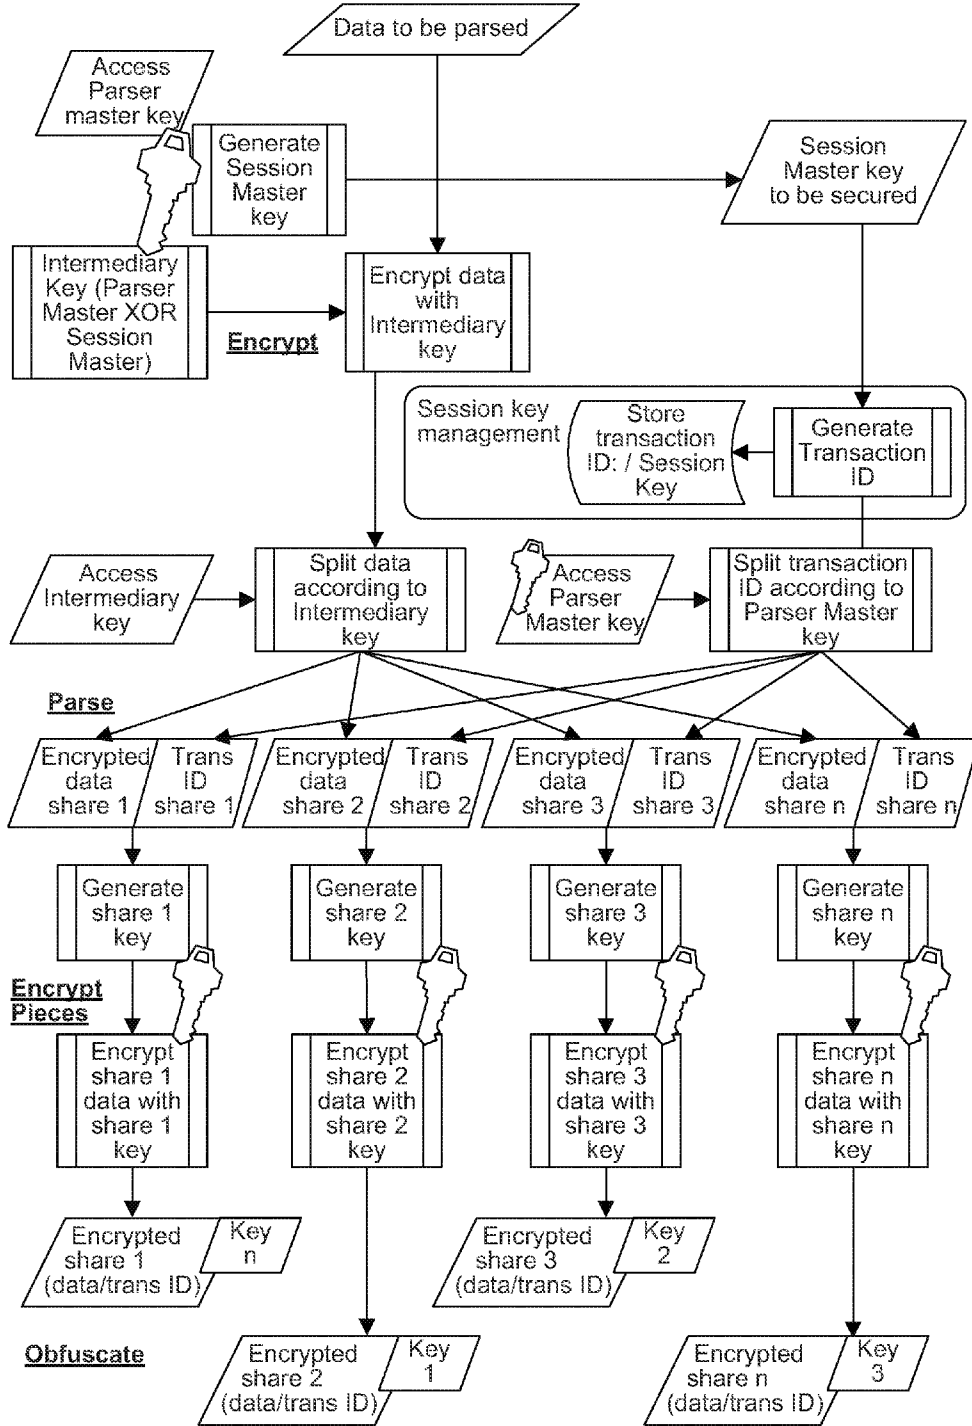 Data to be parsed
Access
Parser
master key
Generate
Session
Master
key
Session
Master key
to be secured
Intermediary
Key (Parser
Master XOR
Session
Master)
Encrypt
Encrypt data
with
Intermediary
key
Session key
management
Store
transaction
ID: / Session
Key
Generate
Transaction
ID
Access
Intermediary
key
Split data
according to
Intermediary
key
Access
Parser
Master key
Split transaction
ID according to
Parser Master
key
Parse
Encrypted
data
share 1
Trans
ID
share 1
Encrypted
data
share 2
Trans
ID
share 2
Encrypted
data
share 3
Trans
ID
share 3
Encrypted
data
share n
Trans
ID
share n
Generate
share 1
key
Generate
share 2
key
Generate
share 3
key
Generate
share n
key
Encrypt
Pieces
Encrypt
share 1
data with
share 1
key
Encrypt
share 2
data with
share 2
key
Encrypt
share 3
data with
share 3
key
Encrypt
share n
data with
share n
key
Encrypted
share 1
(data/trans ID)
Key
n
Encrypted
share 3
(data/trans ID)
Key
2
Obfuscate
Encrypted
share 2
(data/trans ID)
Key
1
Encrypted
share n
(data/trans ID)
Key
3